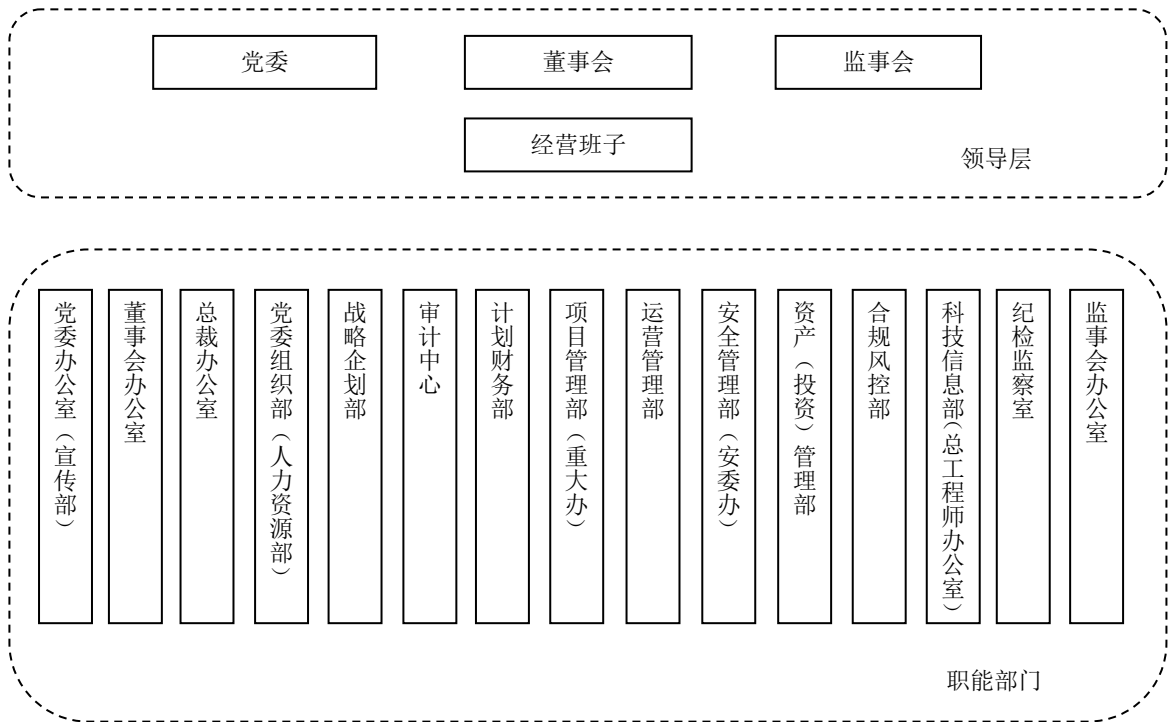 党委
董事会
监事会
经营班子
领导层
党委办公室（宣传部）
董事会办公室
总裁办公室
党委组织部（人力资源部）
战略企划部
审计中心
计划财务部
项目管理部（重大办）
运营管理部
安全管理部（安委办）
资产（投资）管理部
合规风控部
科技信息部（总工程师办公室）
纪检监察室
监事会办公室
职能部门